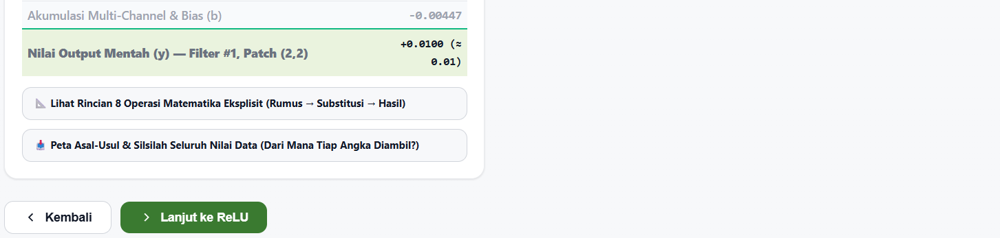 Akumulasi Multi-Channel & Bias (b) -0.00447
Nilai Output Mentah (y) — Filter #1, Patch (2,2) +0.0100 (≈
0.01)
Lihat Rincian 8 Operasi Matematika Eksplisit (Rumus → Substitusi → Hasil)
Peta Asal-Usul & Silsilah Seluruh Nilai Data (Dari Mana Tiap Angka Diambil?)
Kembali
Lanjut ke ReLU